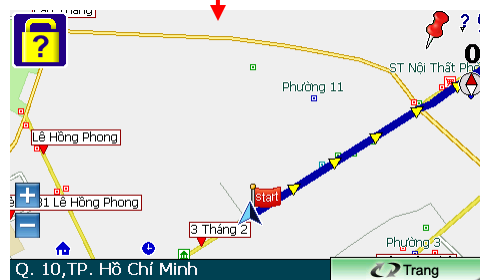 ?
?
0
ST Nội Thất Phố
Phường 11
Lê Hồng Phong
Start
31 Lê Hồng Phong
3 Tháng 2
Phường 3
Q. 10,TP. Hồ Chí Minh
Trang